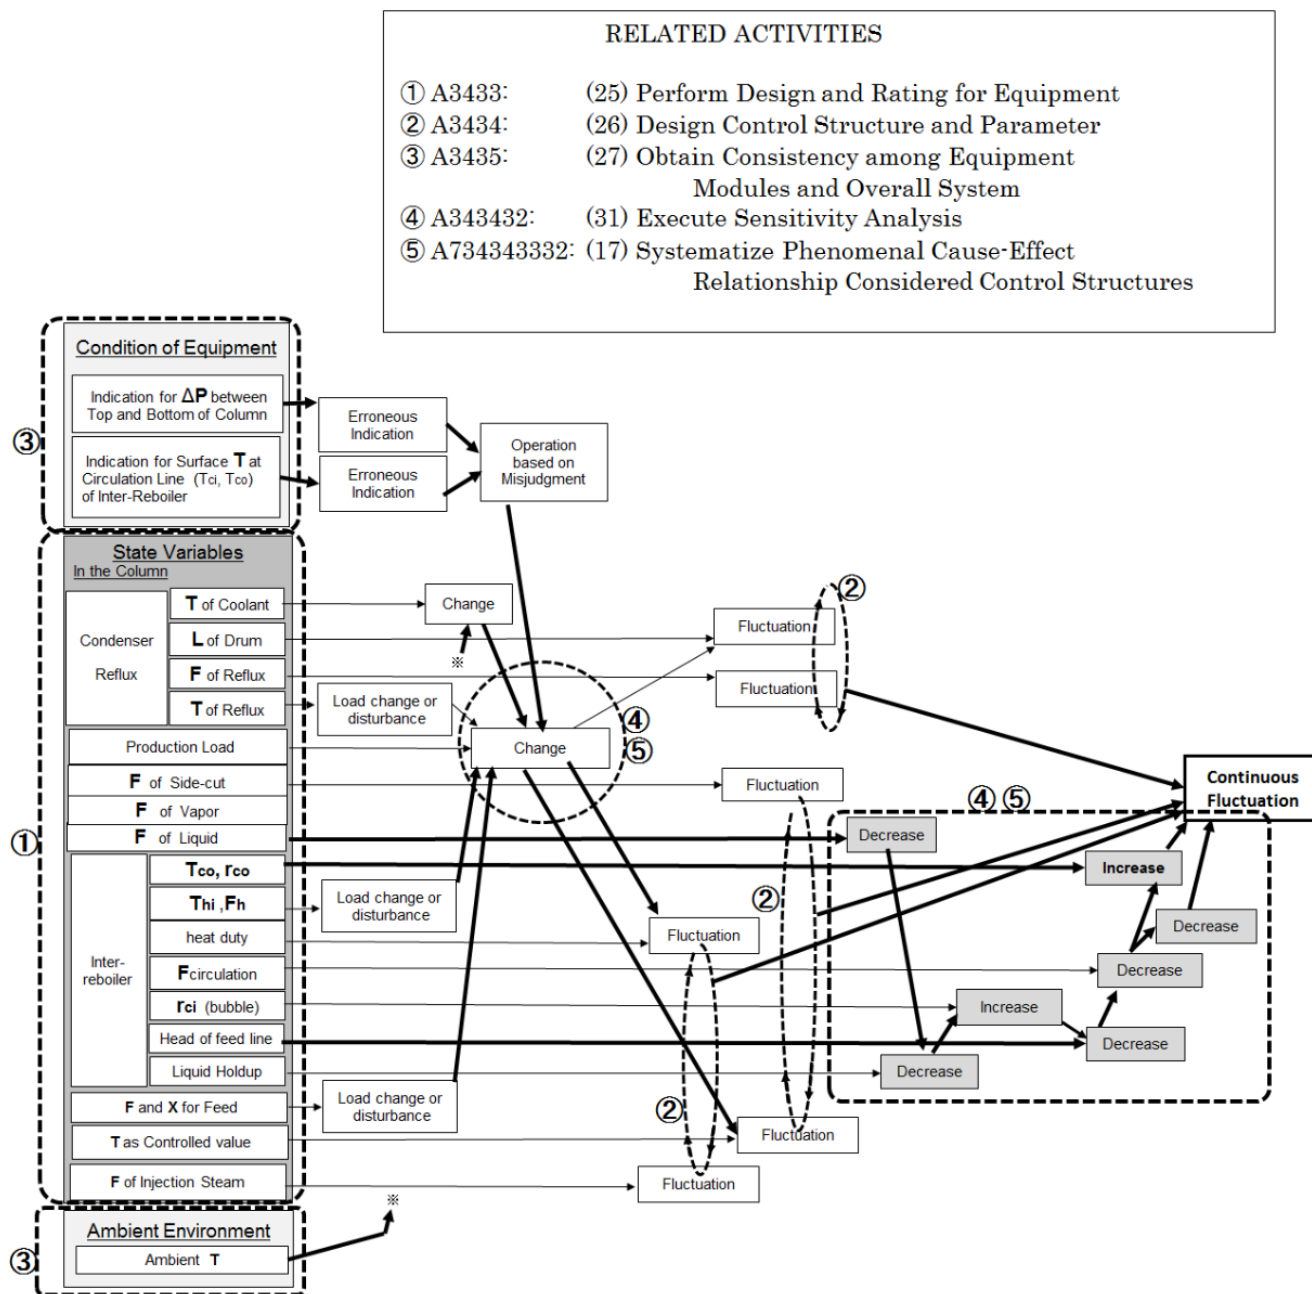 RELATED ACTIVITIES
① A3433: (25) Perform Design and Rating for Equipment
② A3434: (26) Design Control Structure and Parameter
③ A3435: (27) Obtain Consistency among Equipment
Modules and Overall System
④ A343432: (31) Execute Sensitivity Analysis
⑤ A734343332: (17) Systematize Phenomenal Cause-Effect
Relationship Considered Control Structures
Condition of Equipment
Indication for ΔP between
Top and Bottom of Column
Erroneous
Indication
③
Indication for Surface T at
Circulation Line (Tci, Tco)
of Inter-Reboiler
Erroneous
Indication
Operation
based on
Misjudgment
State Variables
In the Column
Condenser
Reflux
T of Coolant
Change
※
L of Drum
Fluctuation
②
F of Reflux
Fluctuation
T of Reflux
Load change or
disturbance
Production Load
Change
④
⑤
F of Side-cut
Fluctuation
F of Vapor
F of Liquid
Decrease
④ ⑤
Continuous
Fluctuation
①
Inter-
reboiler
Tco, rco
Increase
Thi ,Fh
Load change or
disturbance
②
Decrease
heat duty
Fluctuation
Fcirculation
Decrease
rci (bubble)
Increase
Head of feed line
Decrease
Liquid Holdup
Decrease
F and X for Feed
Load change or
disturbance
②
T as Controlled value
Fluctuation
F of Injection Steam
Fluctuation
※
Ambient Environment
③
Ambient T